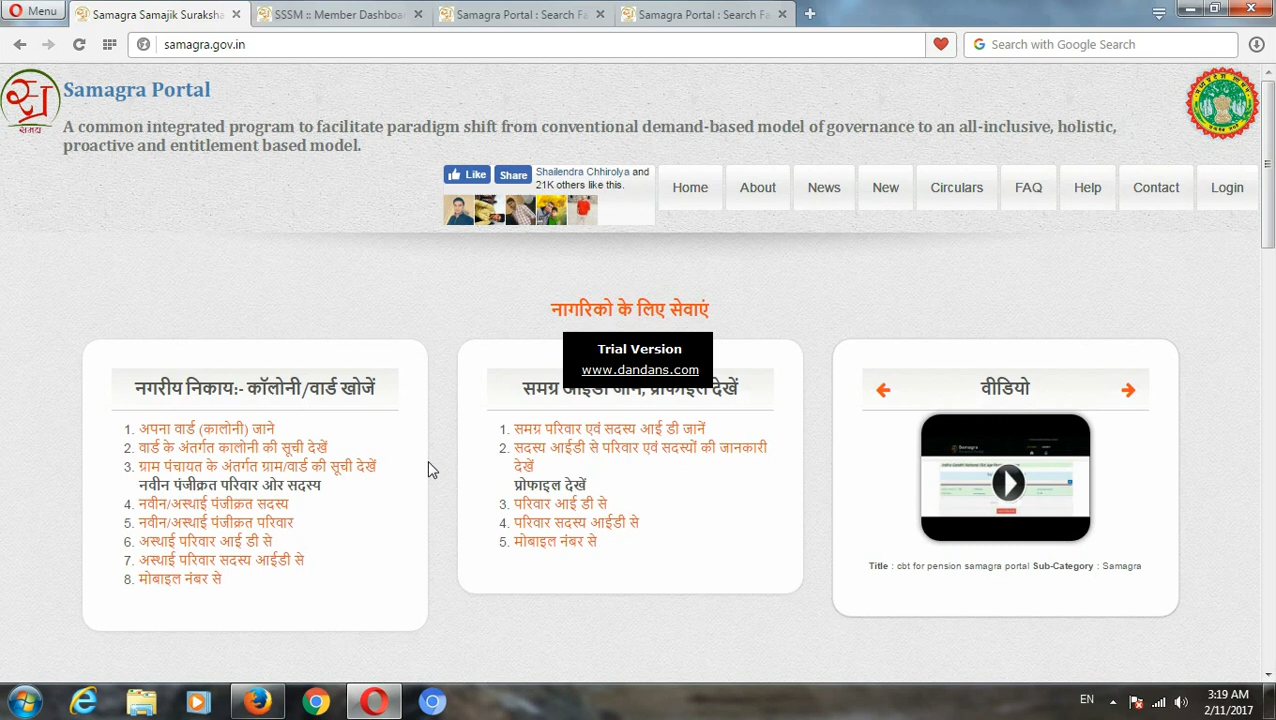 Menu
Samagra Samajik Suraksha
SSSM :: Member Dashboar
Samagra Portal : Search Fa
Samagra Portal : Search Fa
samagra.gov.in
Search with Google Search
Samagra Portal
A common integrated program to facilitate paradigm shift from conventional demand-based model of governance to an all-inclusive, holistic,
proactive and entitlement based model.
Like Share Shailendra Chhirolya and
21K others like this.
Home About News New Circulars FAQ Help Contact Login
नागरिको के लिए सेवाएं
Trial Version
www.dandans.com
नगरीय निकाय:- कॉलोनी/वार्ड खोजें
1. अपना वार्ड (कालोनी) जाने
2. वार्ड के अंतर्गत कालोनी की सूची देखें
3. ग्राम पंचायत के अंतर्गत ग्राम/वार्ड की सूची देखें
नवीन पंजीक्रत परिवार ओर सदस्य
4. नवीन/अस्थाई पंजीक्रत सदस्य
5. नवीन/अस्थाई पंजीक्रत परिवार
6. अस्थाई परिवार आई डी से
7. अस्थाई परिवार सदस्य आईडी से
8. मोबाइल नंबर से
समग्र आईडी जाने, प्रोफाइल देखें
1. समग्र परिवार एवं सदस्य आई डी जानें
2. सदस्य आईडी से परिवार एवं सदस्यों की जानकारी
देखें
प्रोफाइल देखें
3. परिवार आई डी से
4. परिवार सदस्य आईडी से
5. मोबाइल नंबर से
वीडियो
Title : cbt for pension samagra portal Sub-Category : Samagra
EN
3:19 AM
2/11/2017